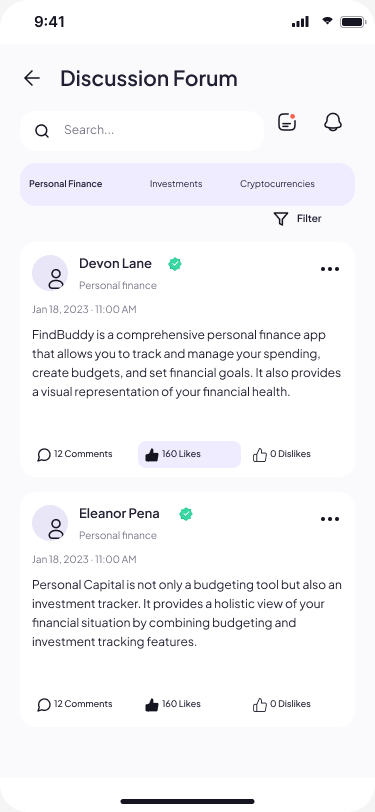 9:41
Discussion Forum
Search...
Personal Finance Investments Cryptocurrencies
Filter
Devon Lane
Personal finance
Jan 18, 2023 · 11:00 AM
FindBuddy is a comprehensive personal finance app
that allows you to track and manage your spending,
create budgets, and set financial goals. It also provides
a visual representation of your financial health.
12 Comments 160 Likes 0 Dislikes
Eleanor Pena
Personal finance
Jan 18, 2023 · 11:00 AM
Personal Capital is not only a budgeting tool but also an
investment tracker. It provides a holistic view of your
financial situation by combining budgeting and
investment tracking features.
12 Comments 160 Likes 0 Dislikes